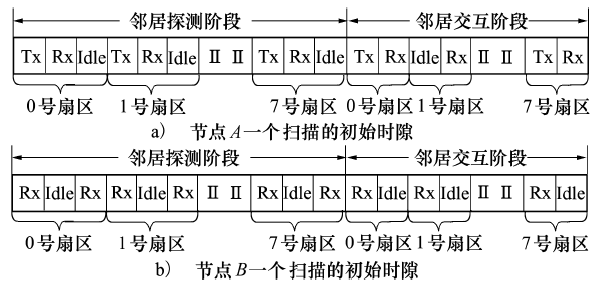 邻居探测阶段 邻居交互阶段
Tx Rx Idle Tx Rx Idle II II Tx Rx Idle Tx Rx Idle Rx II II Tx Rx
0号扇区 1号扇区 7号扇区 0号扇区 1号扇区 7号扇区
a) 节点A一个扫描的初始时隙
邻居探测阶段 邻居交互阶段
Rx Idle Rx Rx Idle Rx II II Rx Idle Rx Rx Idle Rx Idle II II Rx Idle
0号扇区 1号扇区 7号扇区 0号扇区 1号扇区 7号扇区
b) 节点B一个扫描的初始时隙